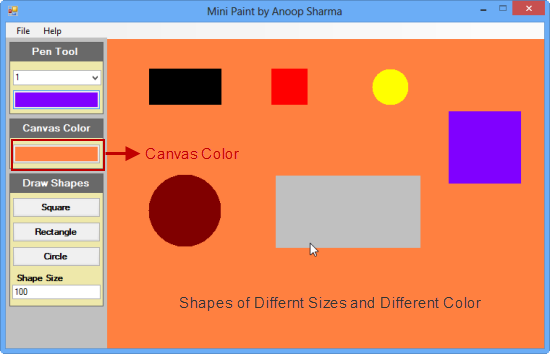 Mini Paint by Anoop Sharma
File Help
Pen Tool
1
Canvas Color
Canvas Color
Draw Shapes
Square
Rectangle
Circle
Shape Size
100
Shapes of Differnt Sizes and Different Color